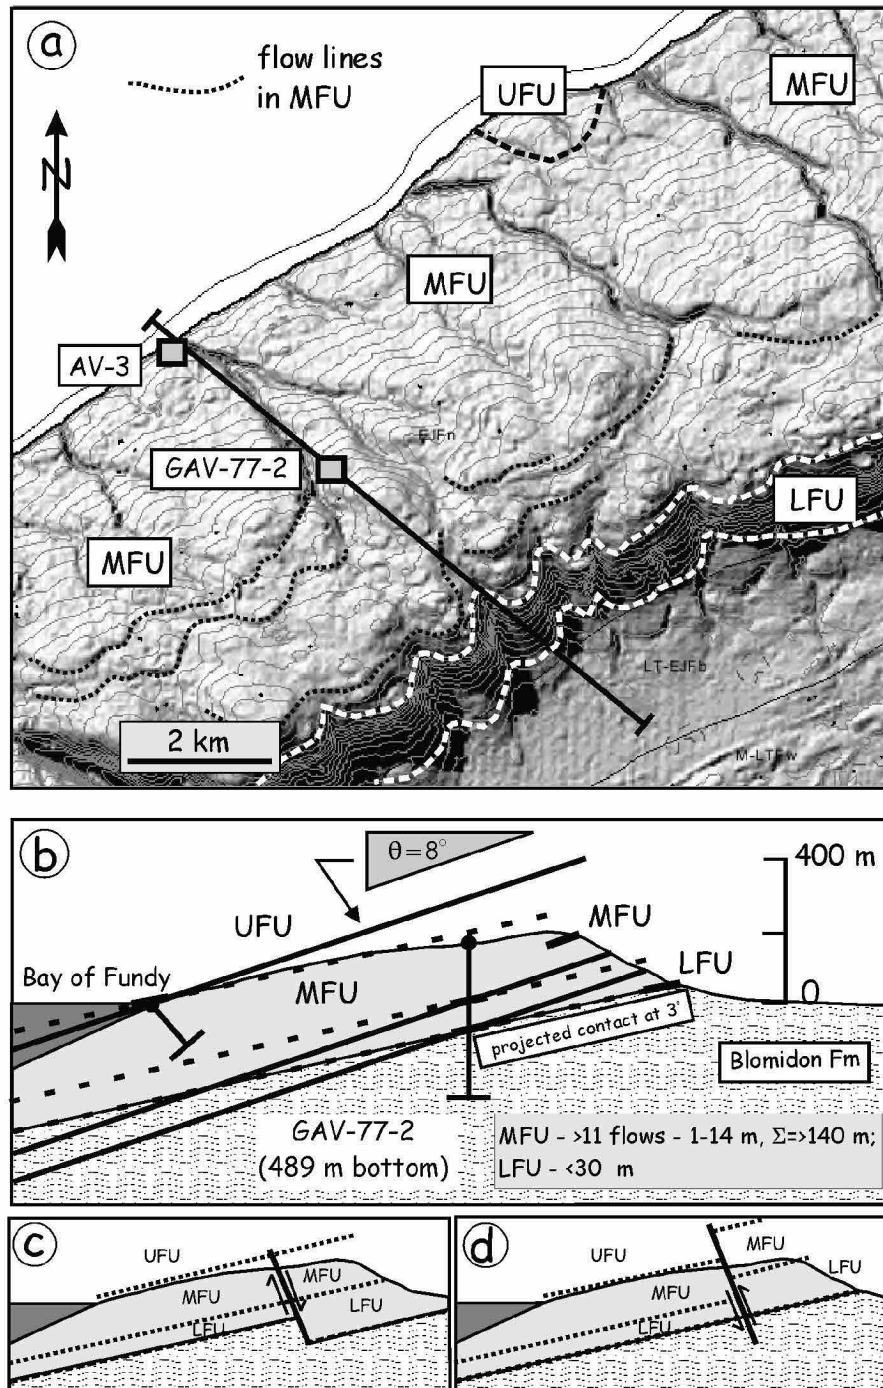 a
flow lines
in MFU
UFU
MFU
N
MFU
AV-3
EJFn
GAV-77-2
LFU
MFU
LT-EJFb
2 km
M-LTFw
b
θ=8°
400 m
UFU
MFU
Bay of Fundy
LFU
MFU
0
projected contact at 3°
Blomidon Fm
GAV-77-2
(489 m bottom)
MFU - >11 flows - 1-14 m, Σ=>140 m;
LFU - <30 m
c
UFU
MFU
MFU
LFU
LFU
d
UFU
MFU
LFU
MFU
LFU